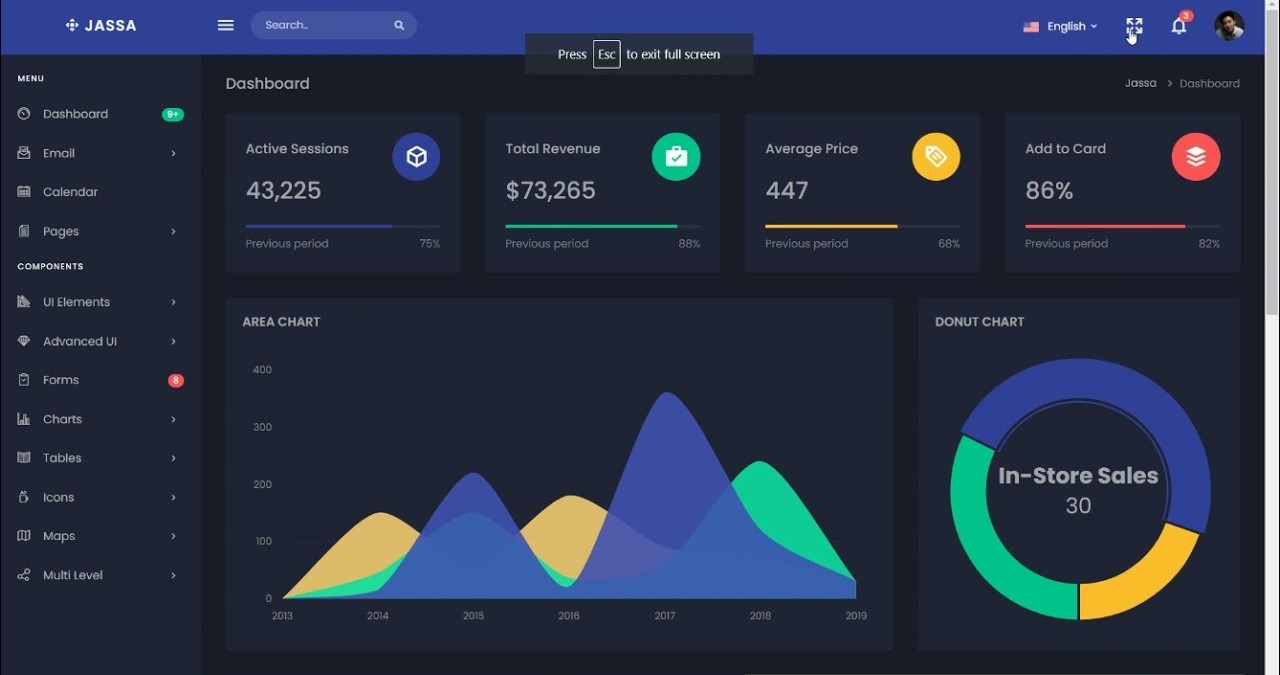 JASSA
Search..
English
3
Press Esc to exit full screen
MENU
Dashboard 9+
Email
Calendar
Pages
COMPONENTS
UI Elements
Advanced UI
Forms 8
Charts
Tables
Icons
Maps
Multi Level
Dashboard
Jassa > Dashboard
Active Sessions
43,225
Previous period 75%
Total Revenue
$73,265
Previous period 88%
Average Price
447
Previous period 68%
Add to Card
86%
Previous period 82%
AREA CHART
400
300
200
100
0
2013 2014 2015 2016 2017 2018 2019
DONUT CHART
In-Store Sales
30